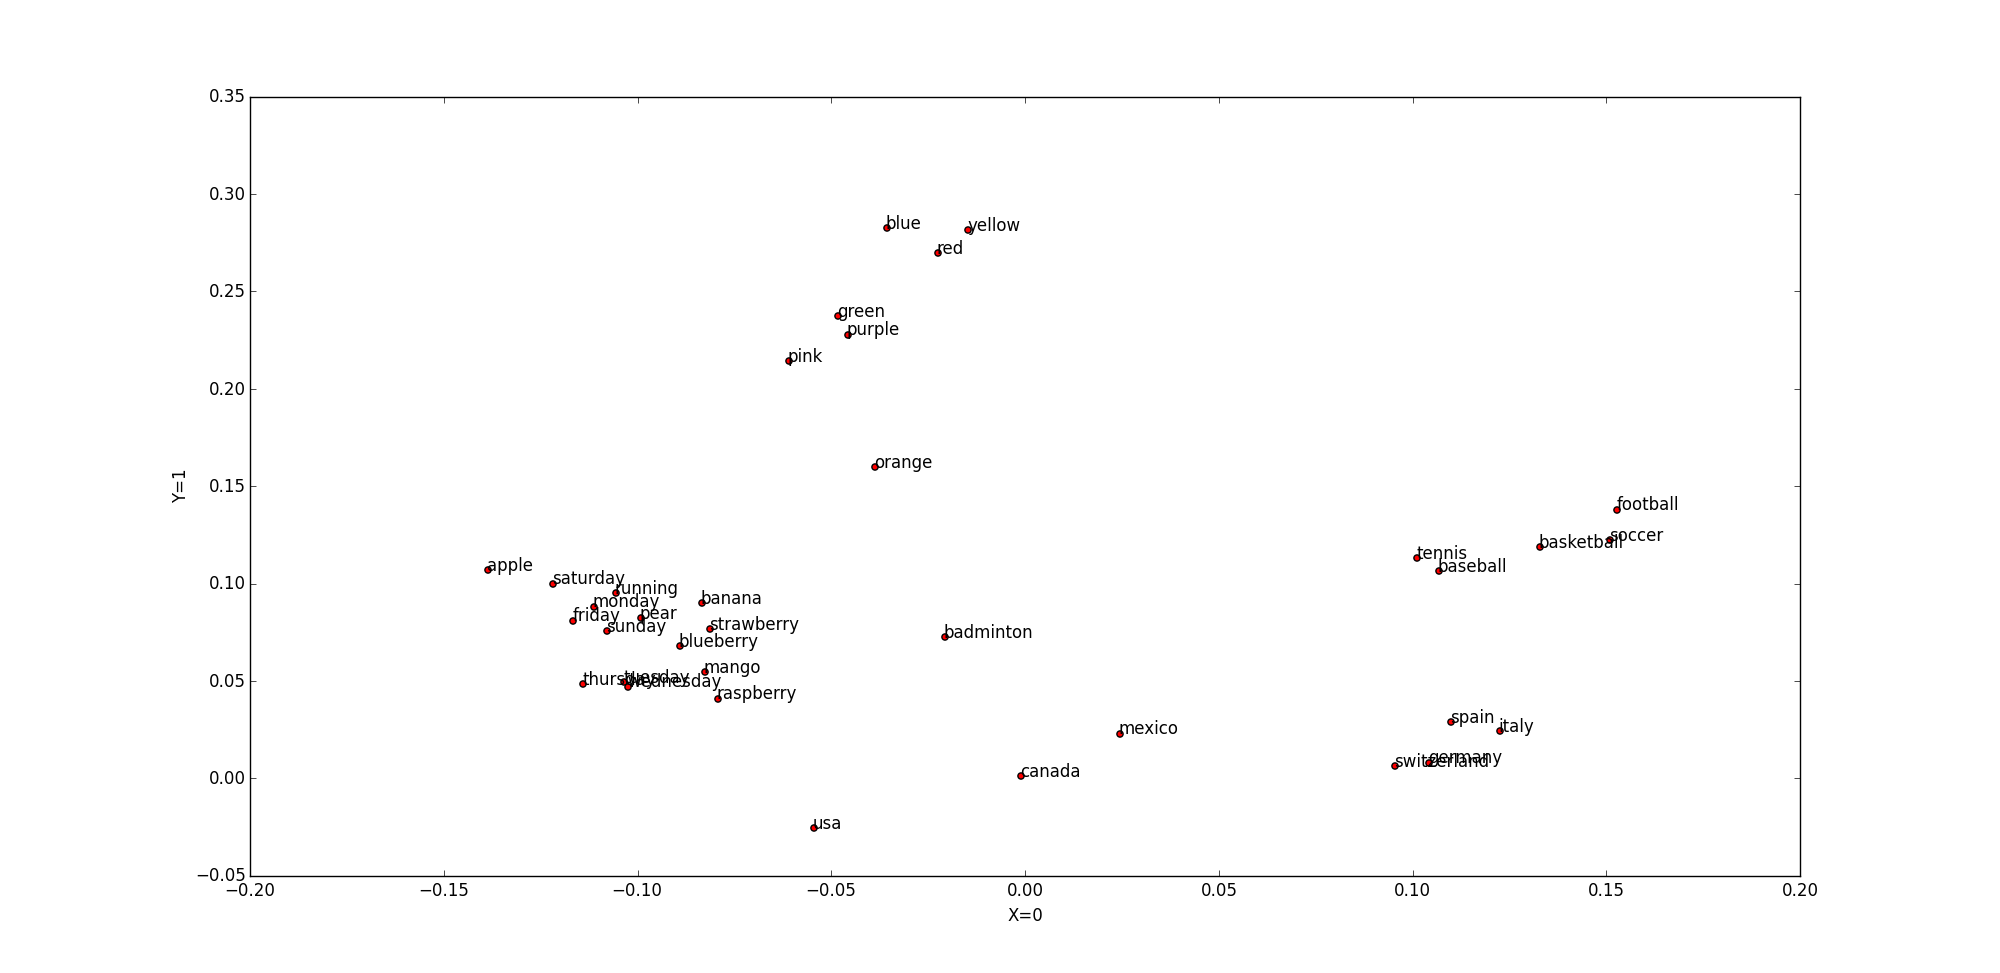 0.35
0.30
blue
yellow
red
0.25
green
purple
pink
0.20
orange
0.15
Y=1
football
soccer
basketball
tennis
baseball
0.10
apple
saturday
running
monday
banana
friday
pear
sunday
strawberry
blueberry
badminton
mango
0.05
thursday
tuesday
wednesday
raspberry
mexico
spain
italy
0.00
canada
switzerland
germany
usa
−0.05
−0.20 −0.15 −0.10 −0.05 0.00 0.05 0.10 0.15 0.20
X=0